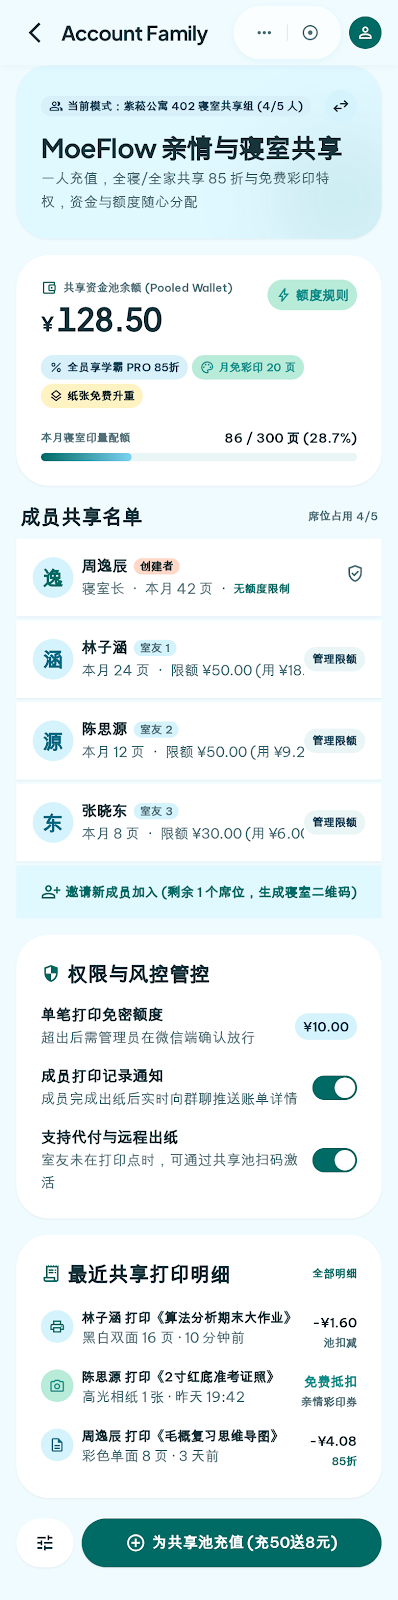 Account Family
当前模式：紫菘公寓 402 寝室共享组 (4/5 人)
MoeFlow 亲情与寝室共享
一人充值，全寝/全家共享 85 折与免费彩印特
权，资金与额度随心分配
共享资金池余额 (Pooled Wallet)
¥128.50
额度规则
全员享学霸 PRO 85折
月免彩印 20 页
纸张免费升重
本月寝室印量配额
86 / 300 页 (28.7%)
成员共享名单
席位占用 4/5
逸
周逸辰 创建者
寝室长 · 本月 42 页 · 无额度限制
涵
林子涵 室友 1
本月 24 页 · 限额 ¥50.00 (用 ¥18.
管理限额
源
陈思源 室友 2
本月 12 页 · 限额 ¥50.00 (用 ¥9.2
管理限额
东
张晓东 室友 3
本月 8 页 · 限额 ¥30.00 (用 ¥6.00
管理限额
邀请新成员加入 (剩余 1 个席位，生成寝室二维码)
权限与风控管控
单笔打印免密额度
超出后需管理员在微信端确认放行
¥10.00
成员打印记录通知
成员完成出纸后实时向群聊推送账单详情
支持代付与远程出纸
室友未在打印点时，可通过共享池扫码激
活
最近共享打印明细
全部明细
林子涵 打印《算法分析期末大作业》
黑白双面 16 页 · 10 分钟前
-¥1.60
池扣减
陈思源 打印《2寸红底准考证照》
高光相纸 1 张 · 昨天 19:42
免费抵扣
亲情彩印券
周逸辰 打印《毛概复习思维导图》
彩色单面 8 页 · 3 天前
-¥4.08
85折
为共享池充值 (充50送8元)